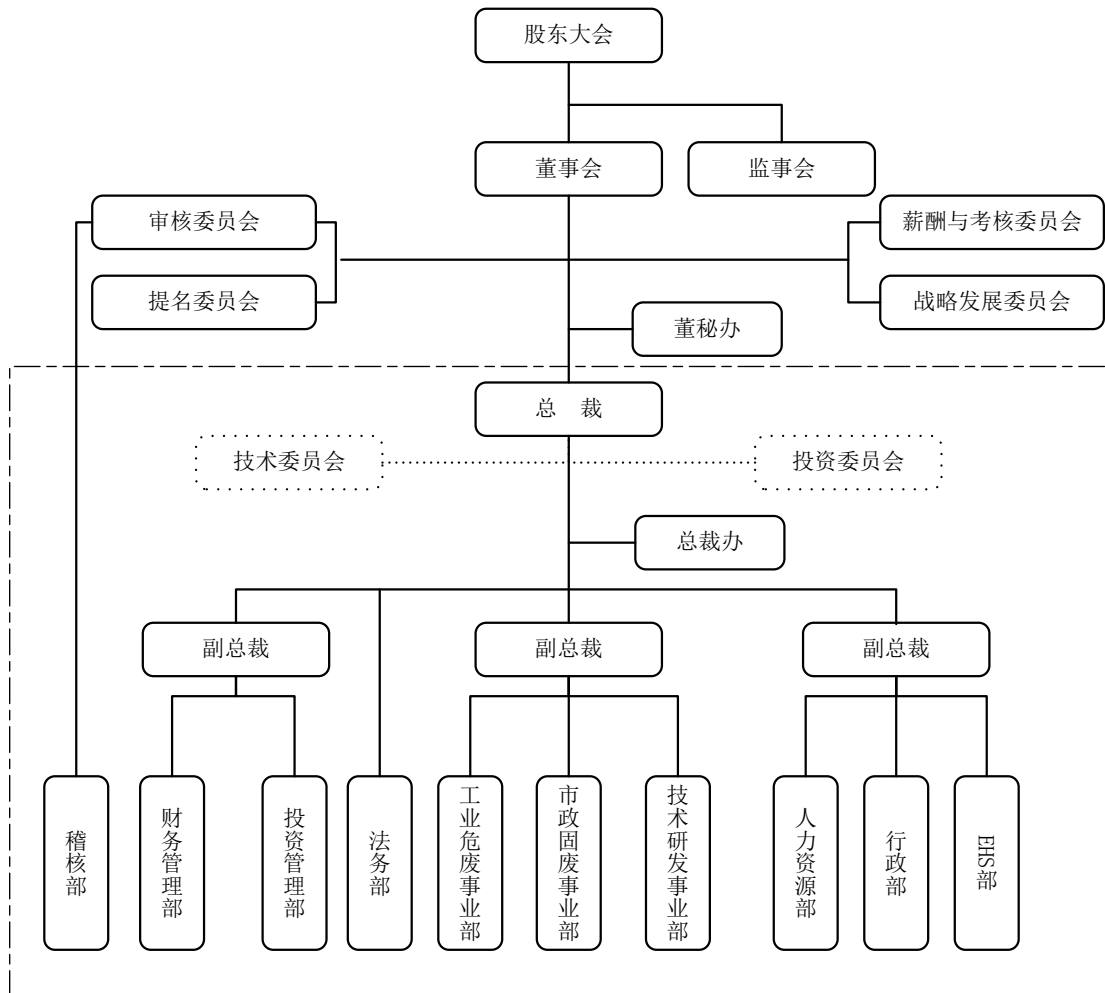 股东大会
董事会
监事会
审核委员会
薪酬与考核委员会
提名委员会
战略发展委员会
董秘办
总 裁
技术委员会
投资委员会
总裁办
副总裁
副总裁
副总裁
稽核部
财务管理部
投资管理部
法务部
工业危废事业部
市政固废事业部
技术研发事业部
人力资源部
行政部
EHS部